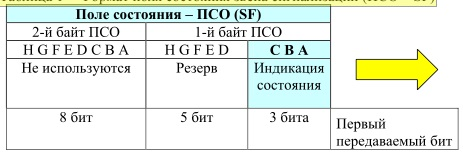 Поле состояния – ПСО (SF)
2-й байт ПСО 1-й байт ПСО
H G F E D C B A H G F E D C B A
Не используются Резерв Индикация
состояния
8 бит 5 бит 3 бита Первый
передаваемый бит